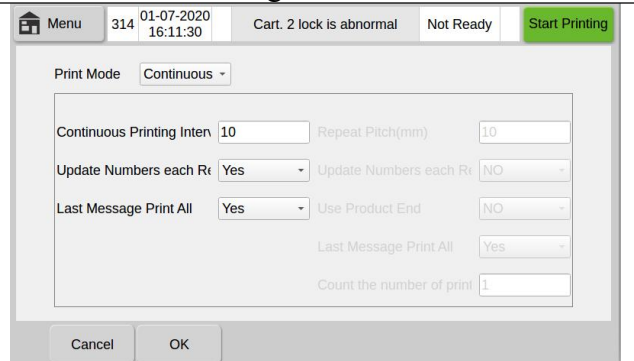 Menu 314 01-07-2020 Cart. 2 lock is abnormal Not Ready Start Printing
16:11:30
Print Mode Continuous
Continuous Printing Interv 10 Repeat Pitch(mm) 10
Update Numbers each Re Yes Update Numbers each Re NO
Last Message Print All Yes Use Product End NO
Last Message Print All Yes
Count the number of print 1
Cancel OK